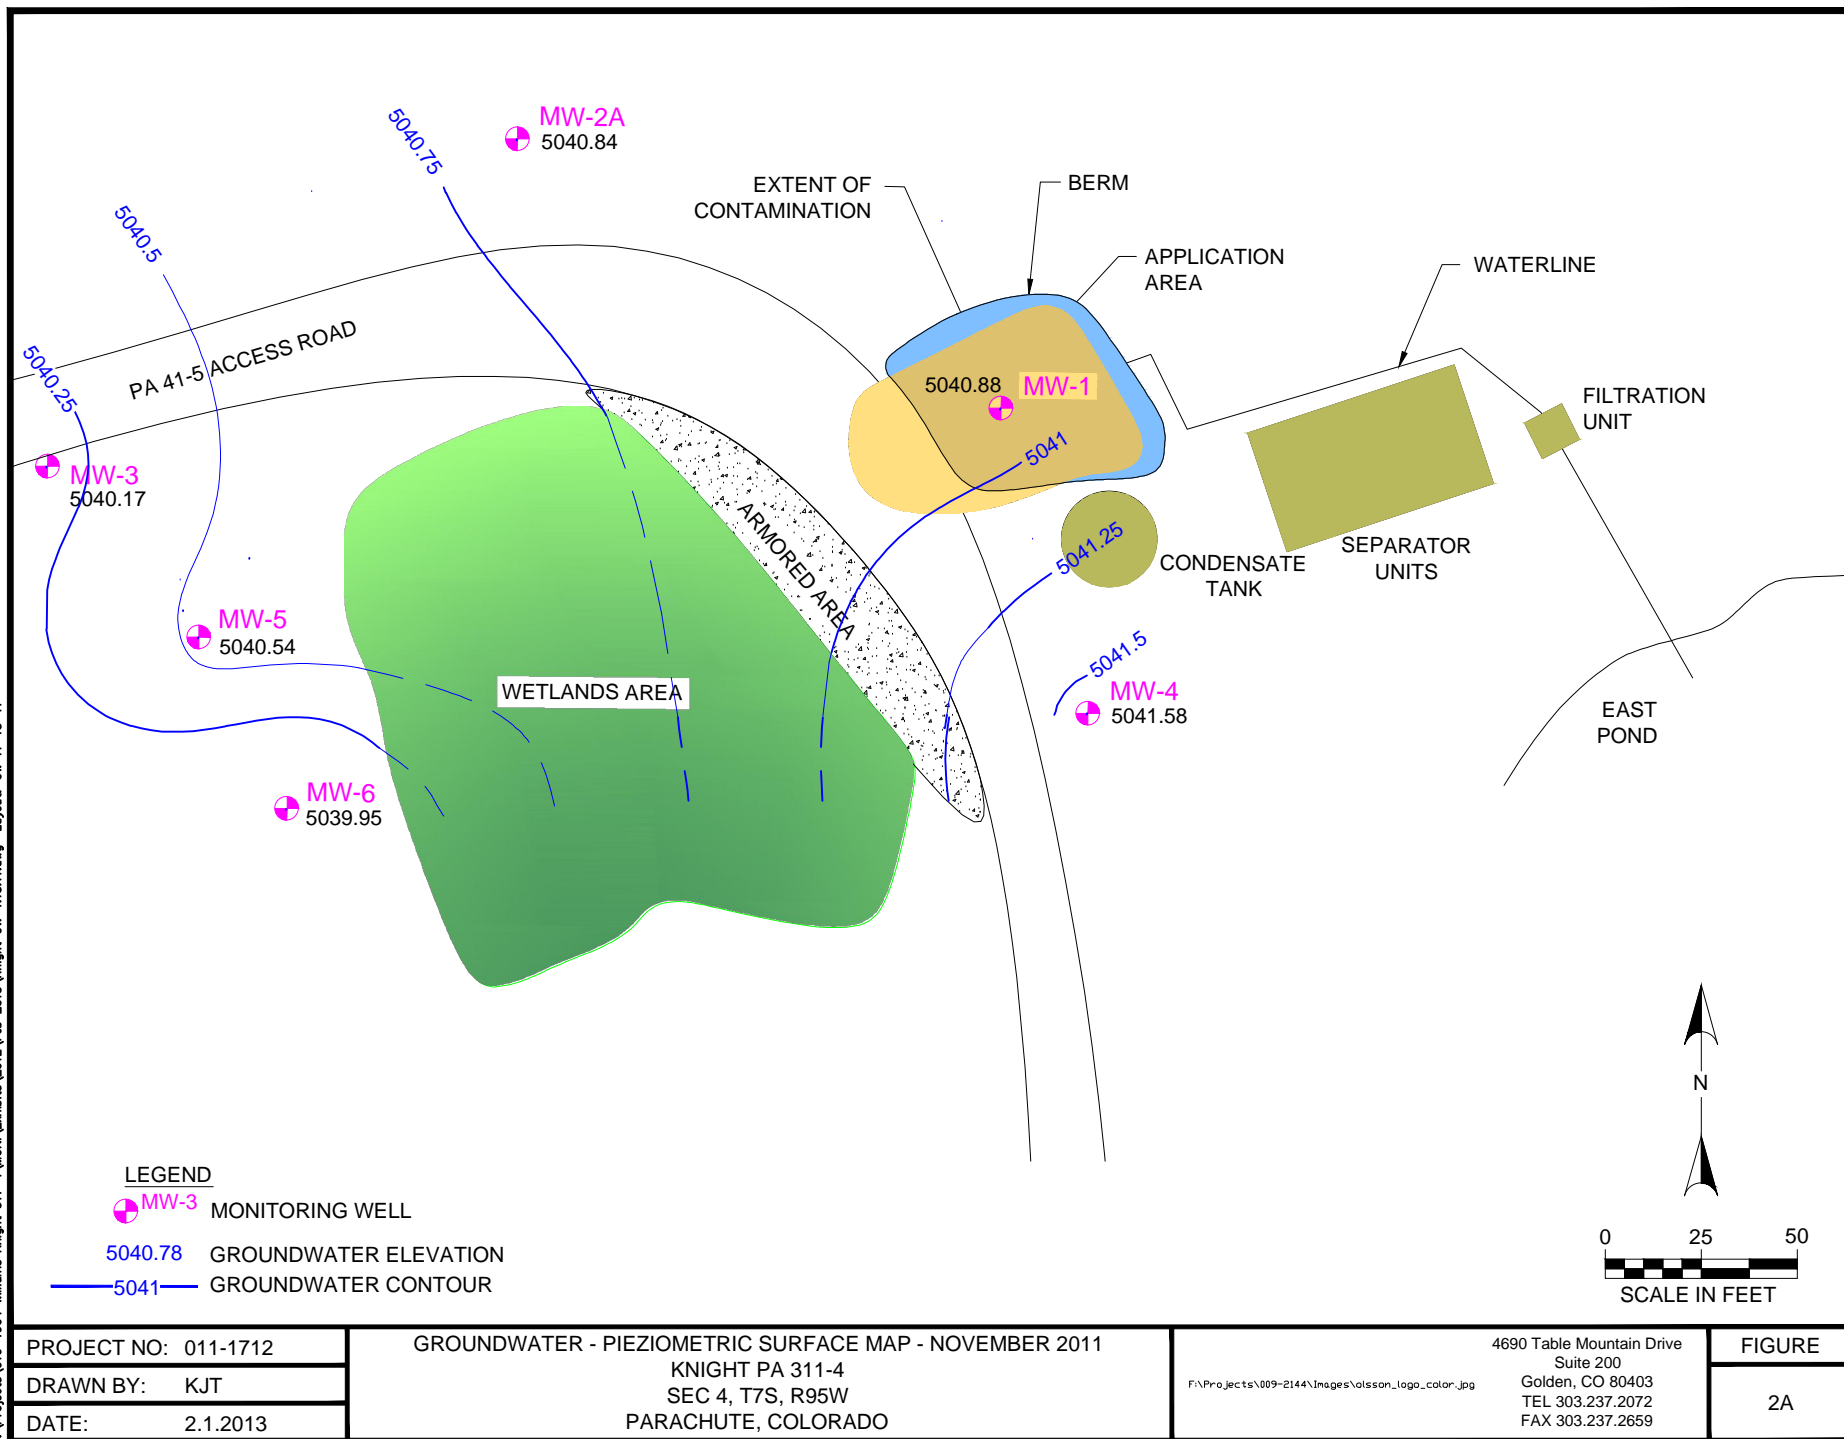 MW-2A
5040.84
5040.75
5040.5
5040.25
EXTENT OF
CONTAMINATION
BERM
APPLICATION
AREA
WATERLINE
PA 41-5 ACCESS ROAD
5040.88
MW-1
FILTRATION
UNIT
5041
MW-3
5040.17
ARMORED AREA
5041.25
CONDENSATE
TANK
SEPARATOR
UNITS
MW-5
5040.54
5041.5
WETLANDS AREA
MW-4
5041.58
EAST
POND
MW-6
5039.95
N
LEGEND
MW-3
MONITORING WELL
5040.78
GROUNDWATER ELEVATION
5041
GROUNDWATER CONTOUR
0 25 50
SCALE IN FEET
PROJECT NO: 011-1712
DRAWN BY: KJT
DATE: 2.1.2013
GROUNDWATER - PIEZIOMETRIC SURFACE MAP - NOVEMBER 2011
KNIGHT PA 311-4
SEC 4, T7S, R95W
PARACHUTE, COLORADO
F:\Projects\009-2144\Images\olsson_logo_color.jpg
4690 Table Mountain Drive
Suite 200
Golden, CO 80403
TEL 303.237.2072
FAX 303.237.2659
FIGURE
2A